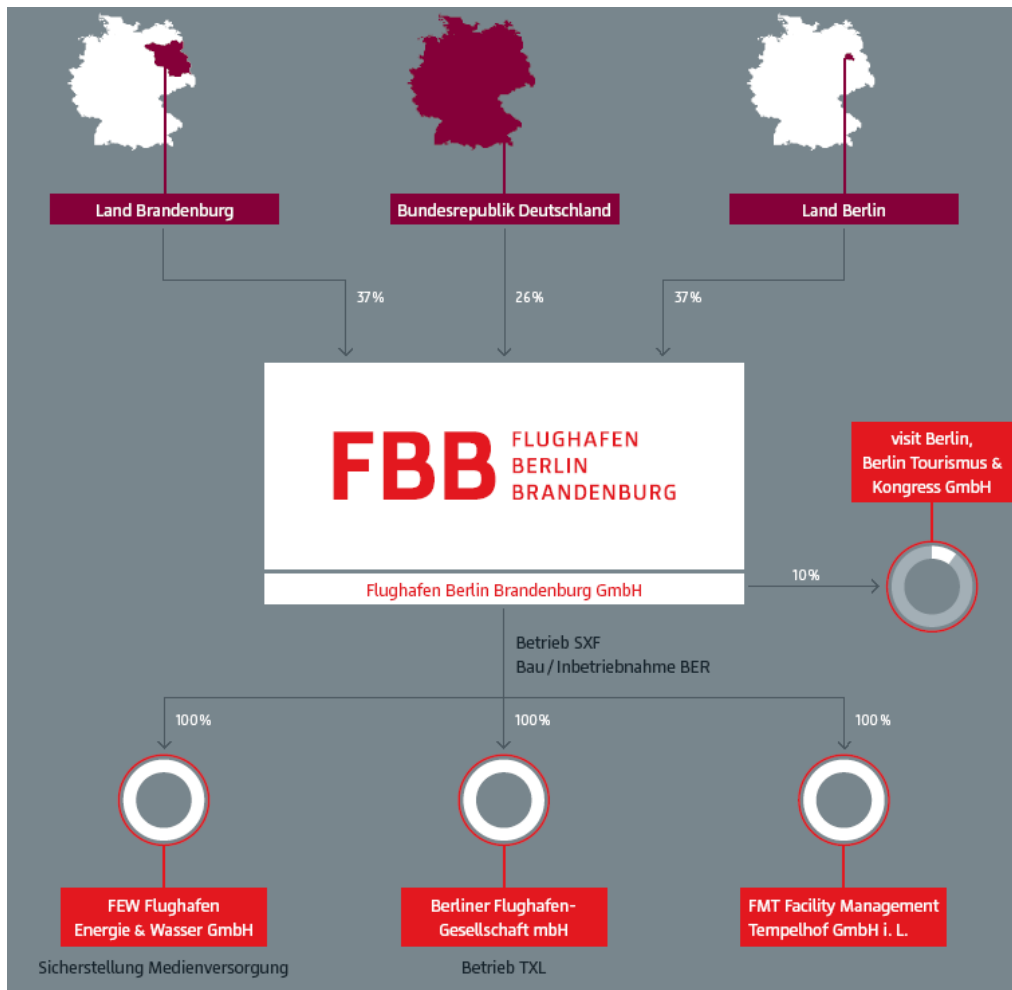 Land Brandenburg
Bundesrepublik Deutschland
Land Berlin
37%
26%
37%
FBB
FLUGHAFEN
BERLIN
BRANDENBURG
visit Berlin,
Berlin Tourismus &
Kongress GmbH
Flughafen Berlin Brandenburg GmbH
10%
Betrieb SXF
Bau / Inbetriebnahme BER
100%
100%
100%
FEW Flughafen
Energie & Wasser GmbH
Berliner Flughafen-
Gesellschaft mbH
FMT Facility Management
Tempelhof GmbH i. L.
Sicherstellung Medienversorgung
Betrieb TXL